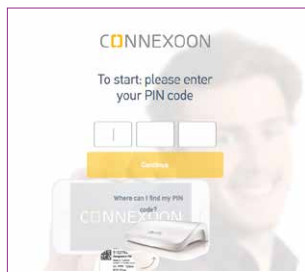 CONNEXOON
To start: please enter
your PIN code
Continue
Where can I find my PIN
code?
CONNEXOON